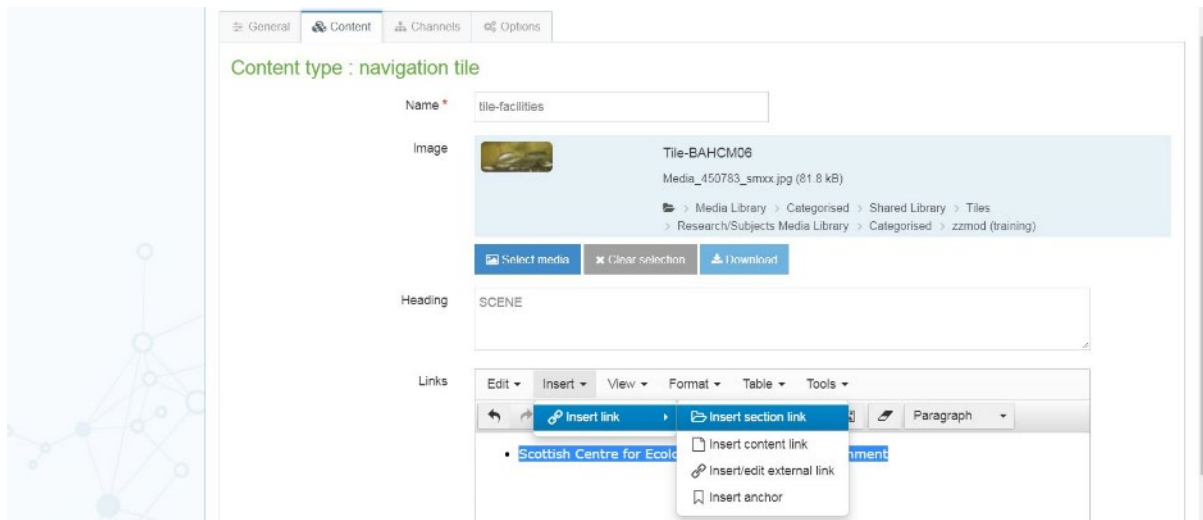 General Content Channels Options
Content type : navigation tile
Name * tile-facilities
Image
Tile-BAHCM06
Media_450783_smxx.jpg (81.8 kB)
> Media Library > Categorised > Shared Library > Tiles
> Research/Subjects Media Library > Categorised > zzmod (training)
Select media Clear selection Download
Heading SCENE
Links Edit Insert View Format Table Tools
Insert link Insert section link Paragraph
Insert content link
• Scottish Centre for
Insert/edit external link
Insert anchor